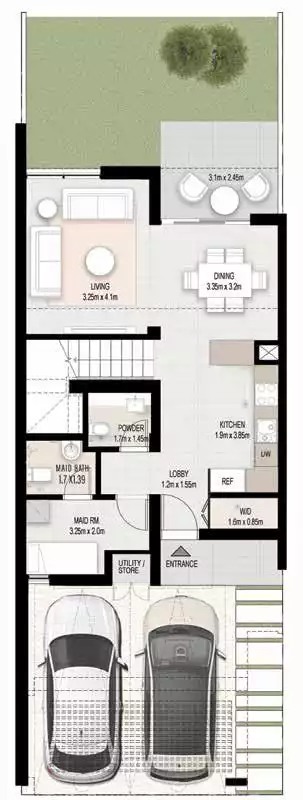 3.1m x 2.45m
LIVING
3.25m x 4.1m
DINING
3.35m x 3.2m
POWDER
1.7m x 1.45m
KITCHEN
1.9m x 3.85m
MAID BATH
1.7 X1.39
UW
LOBBY
1.2m x 1.55m
REF
MAID RM.
3.25m x 2.0m
W/D
1.6m x 0.85m
UTILITY /
STORE
ENTRANCE